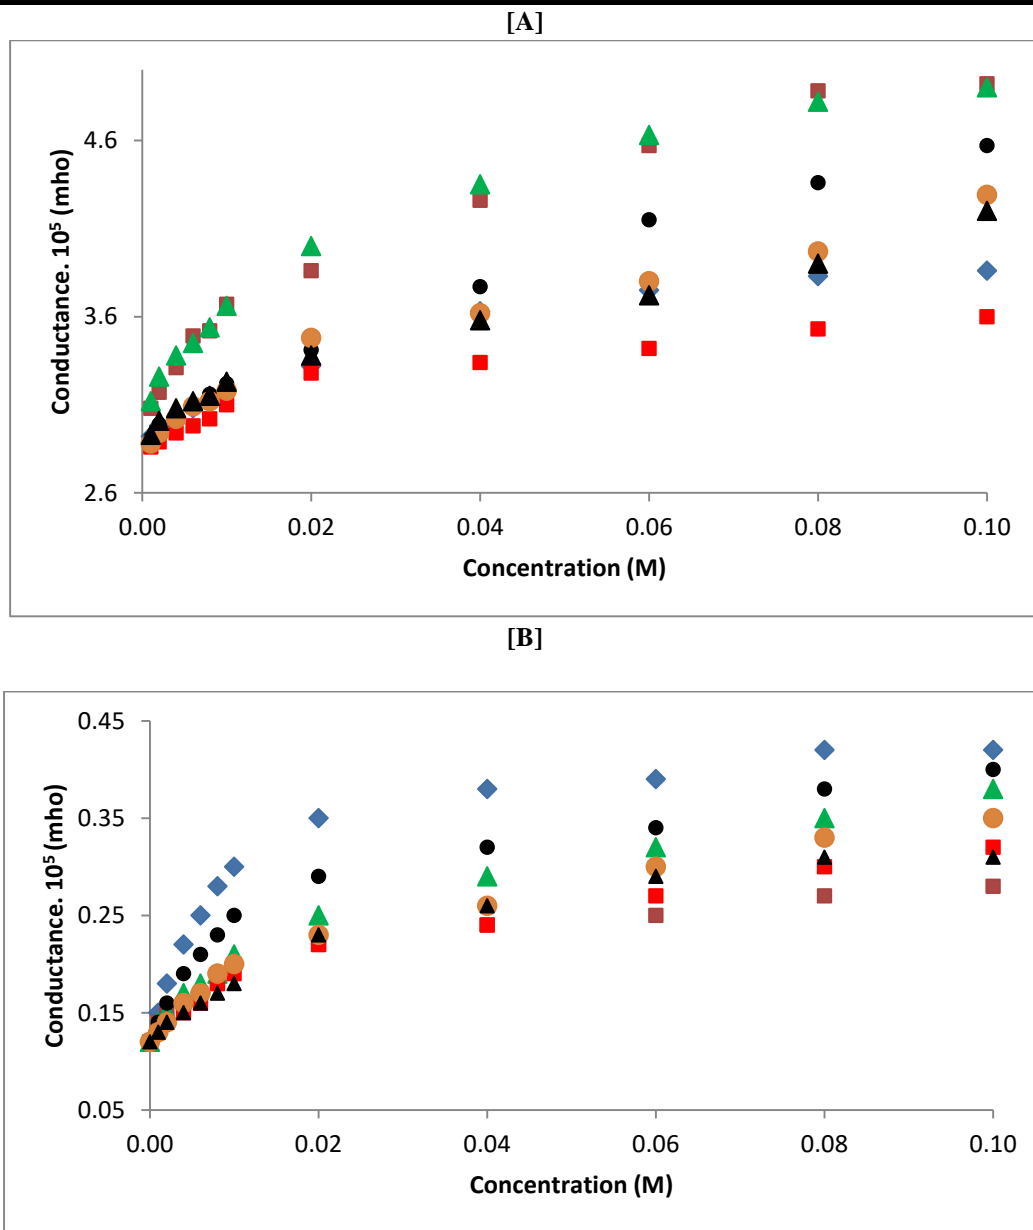 [A]
Conductance. 10⁵ (mho)
4.6
3.6
2.6
0.00 0.02 0.04 0.06 0.08 0.10
Concentration (M)
[B]
Conductance. 10⁵ (mho)
0.45
0.35
0.25
0.15
0.05
0.00 0.02 0.04 0.06 0.08 0.10
Concentration (M)